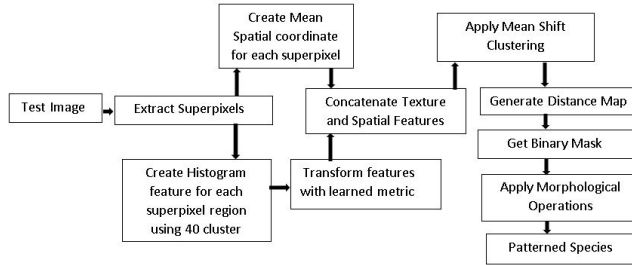 Test Image
Extract Superpixels
Create Mean
Spatial coordinate
for each superpixel
Create Histogram
feature for each
superpixel region
using 40 cluster
Transform features
with learned metric
Concatenate Texture
and Spatial Features
Apply Mean Shift
Clustering
Generate Distance Map
Get Binary Mask
Apply Morphological
Operations
Patterned Species